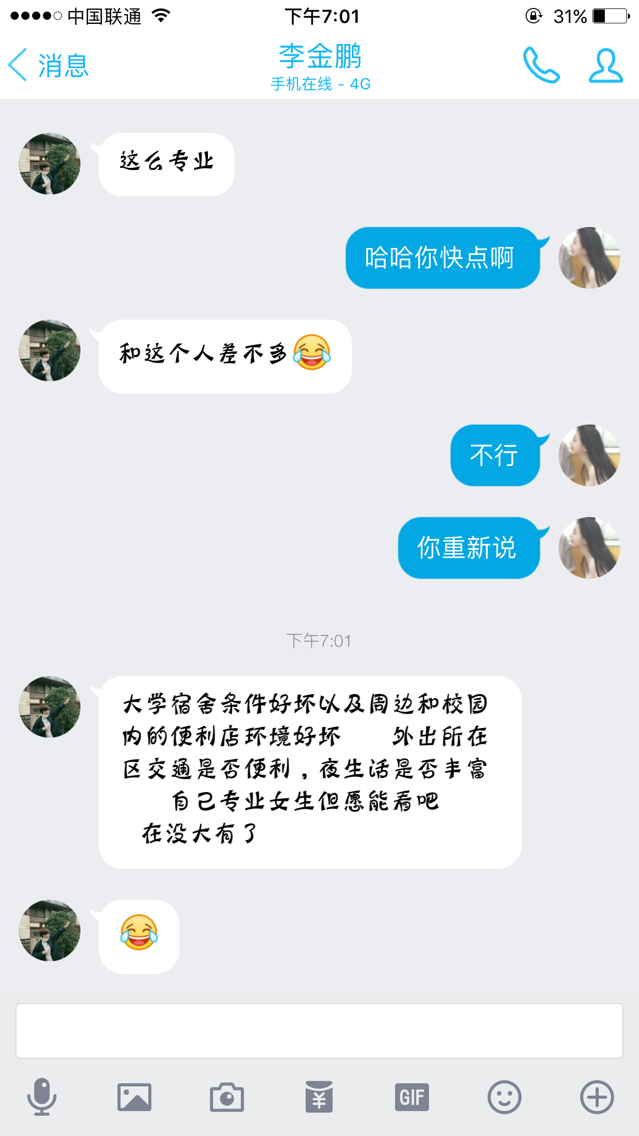 中国联通 下午7:01 31%
消息 李金鹏
手机在线 - 4G
这么专业
哈哈你快点啊
和这个人差不多😂
不行
你重新说
下午7:01
大学宿舍条件好坏以及周边和校园
内的便利店环境好坏 外出所在
区交通是否便利，夜生活是否丰富
自己专业女生但愿能看吧
在没大有了
😂
¥ GIF